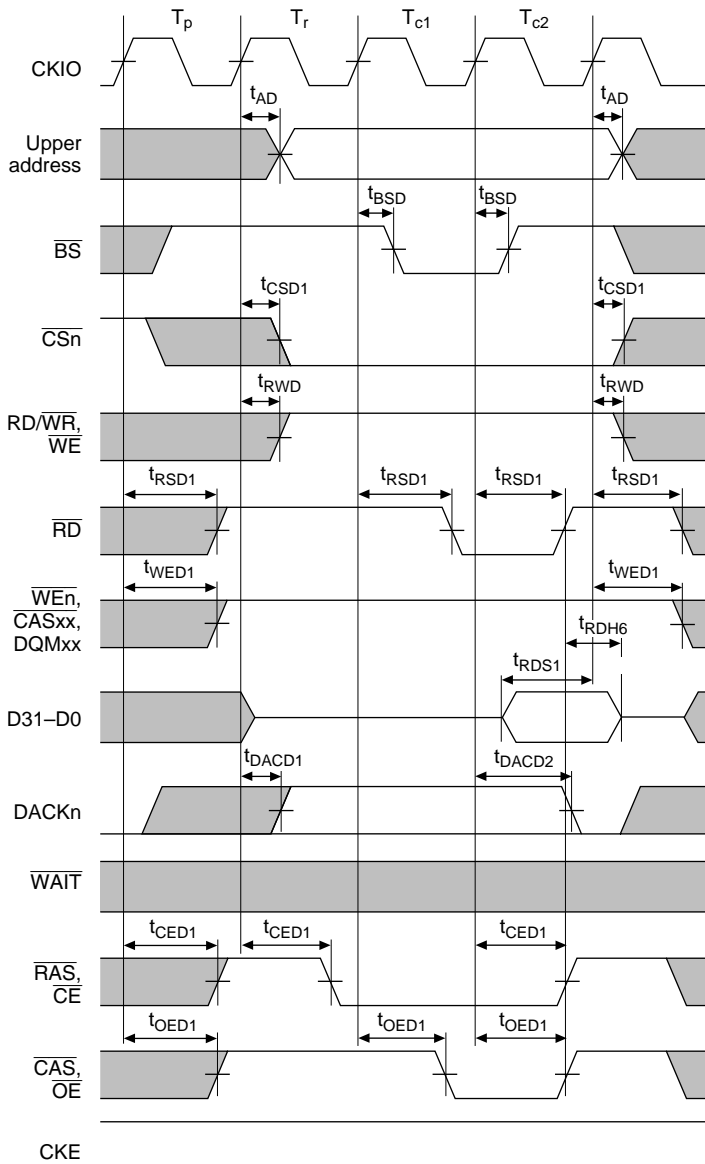 Tp Tr Tc1 Tc2
CKIO
tAD tAD
Upper
address
tBSD tBSD
BS
tCSD1 tCSD1
CSn
tRWD tRWD
RD/WR,
WE
tRSD1 tRSD1 tRSD1 tRSD1
RD
tWED1 tWED1
WEn,
CASxx,
DQMxx
tRDH6
tRDS1
D31–D0
tDACD1 tDACD2
DACKn
WAIT
tCED1 tCED1 tCED1
RAS,
CE
tOED1 tOED1 tOED1
CAS,
OE
CKE